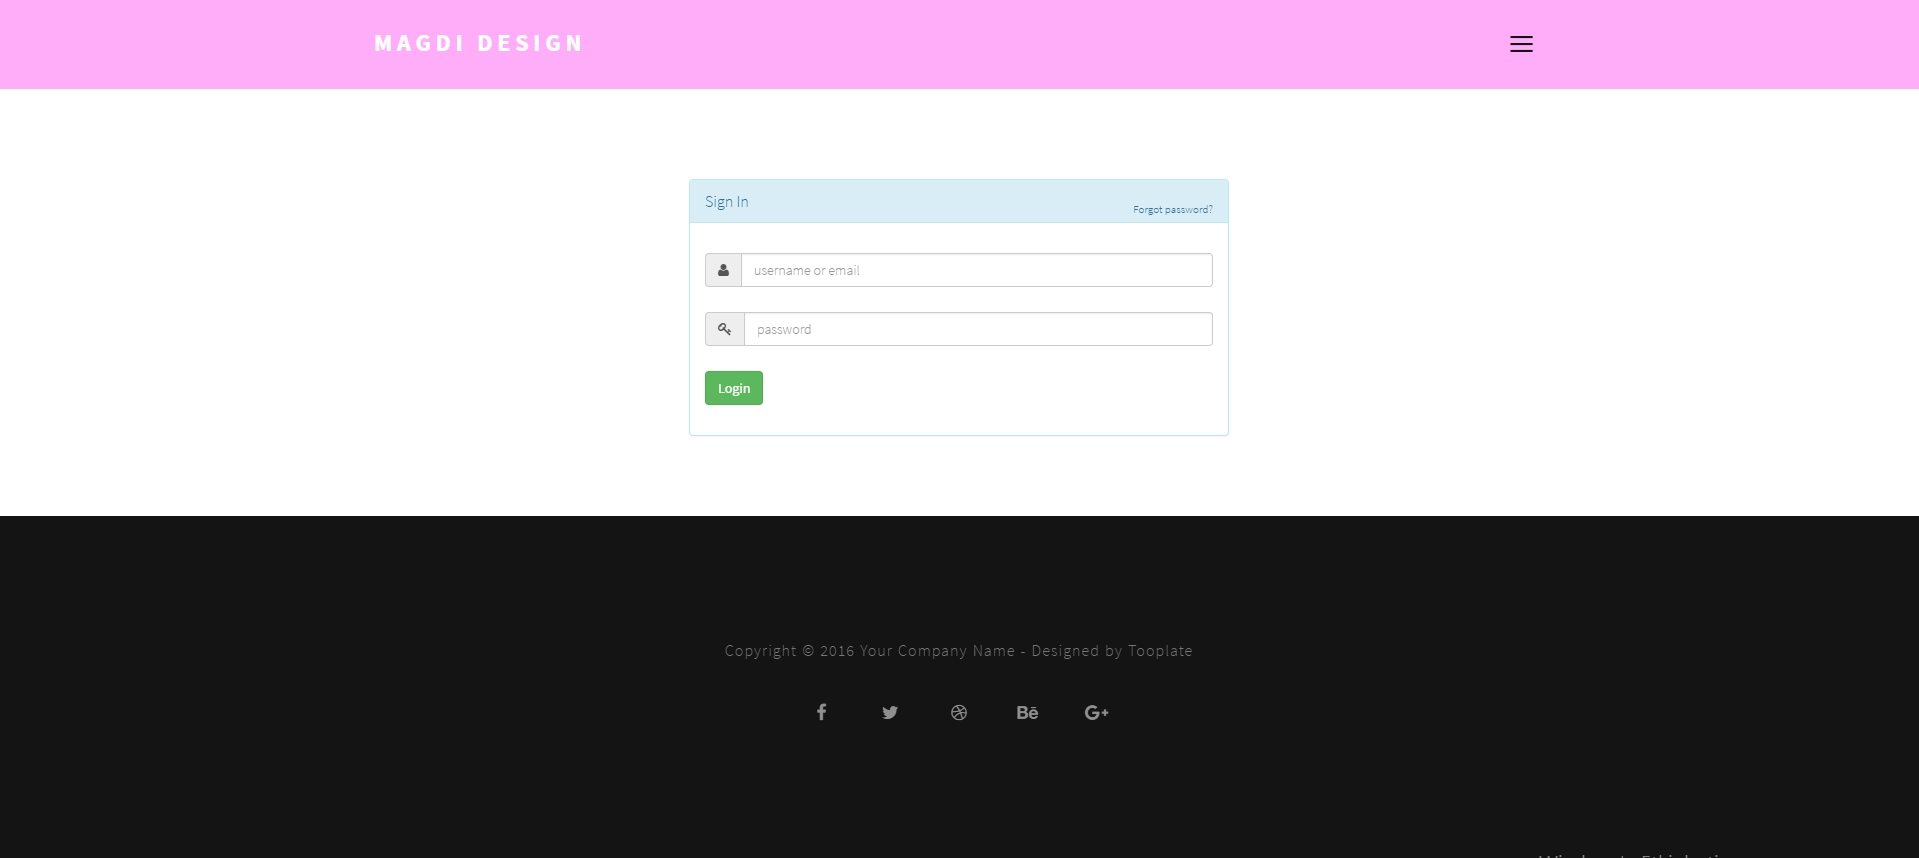 MAGDI DESIGN
Sign In
Forgot password?
username or email
password
Login
Copyright © 2016 Your Company Name - Designed by Tooplate
Bē
G+